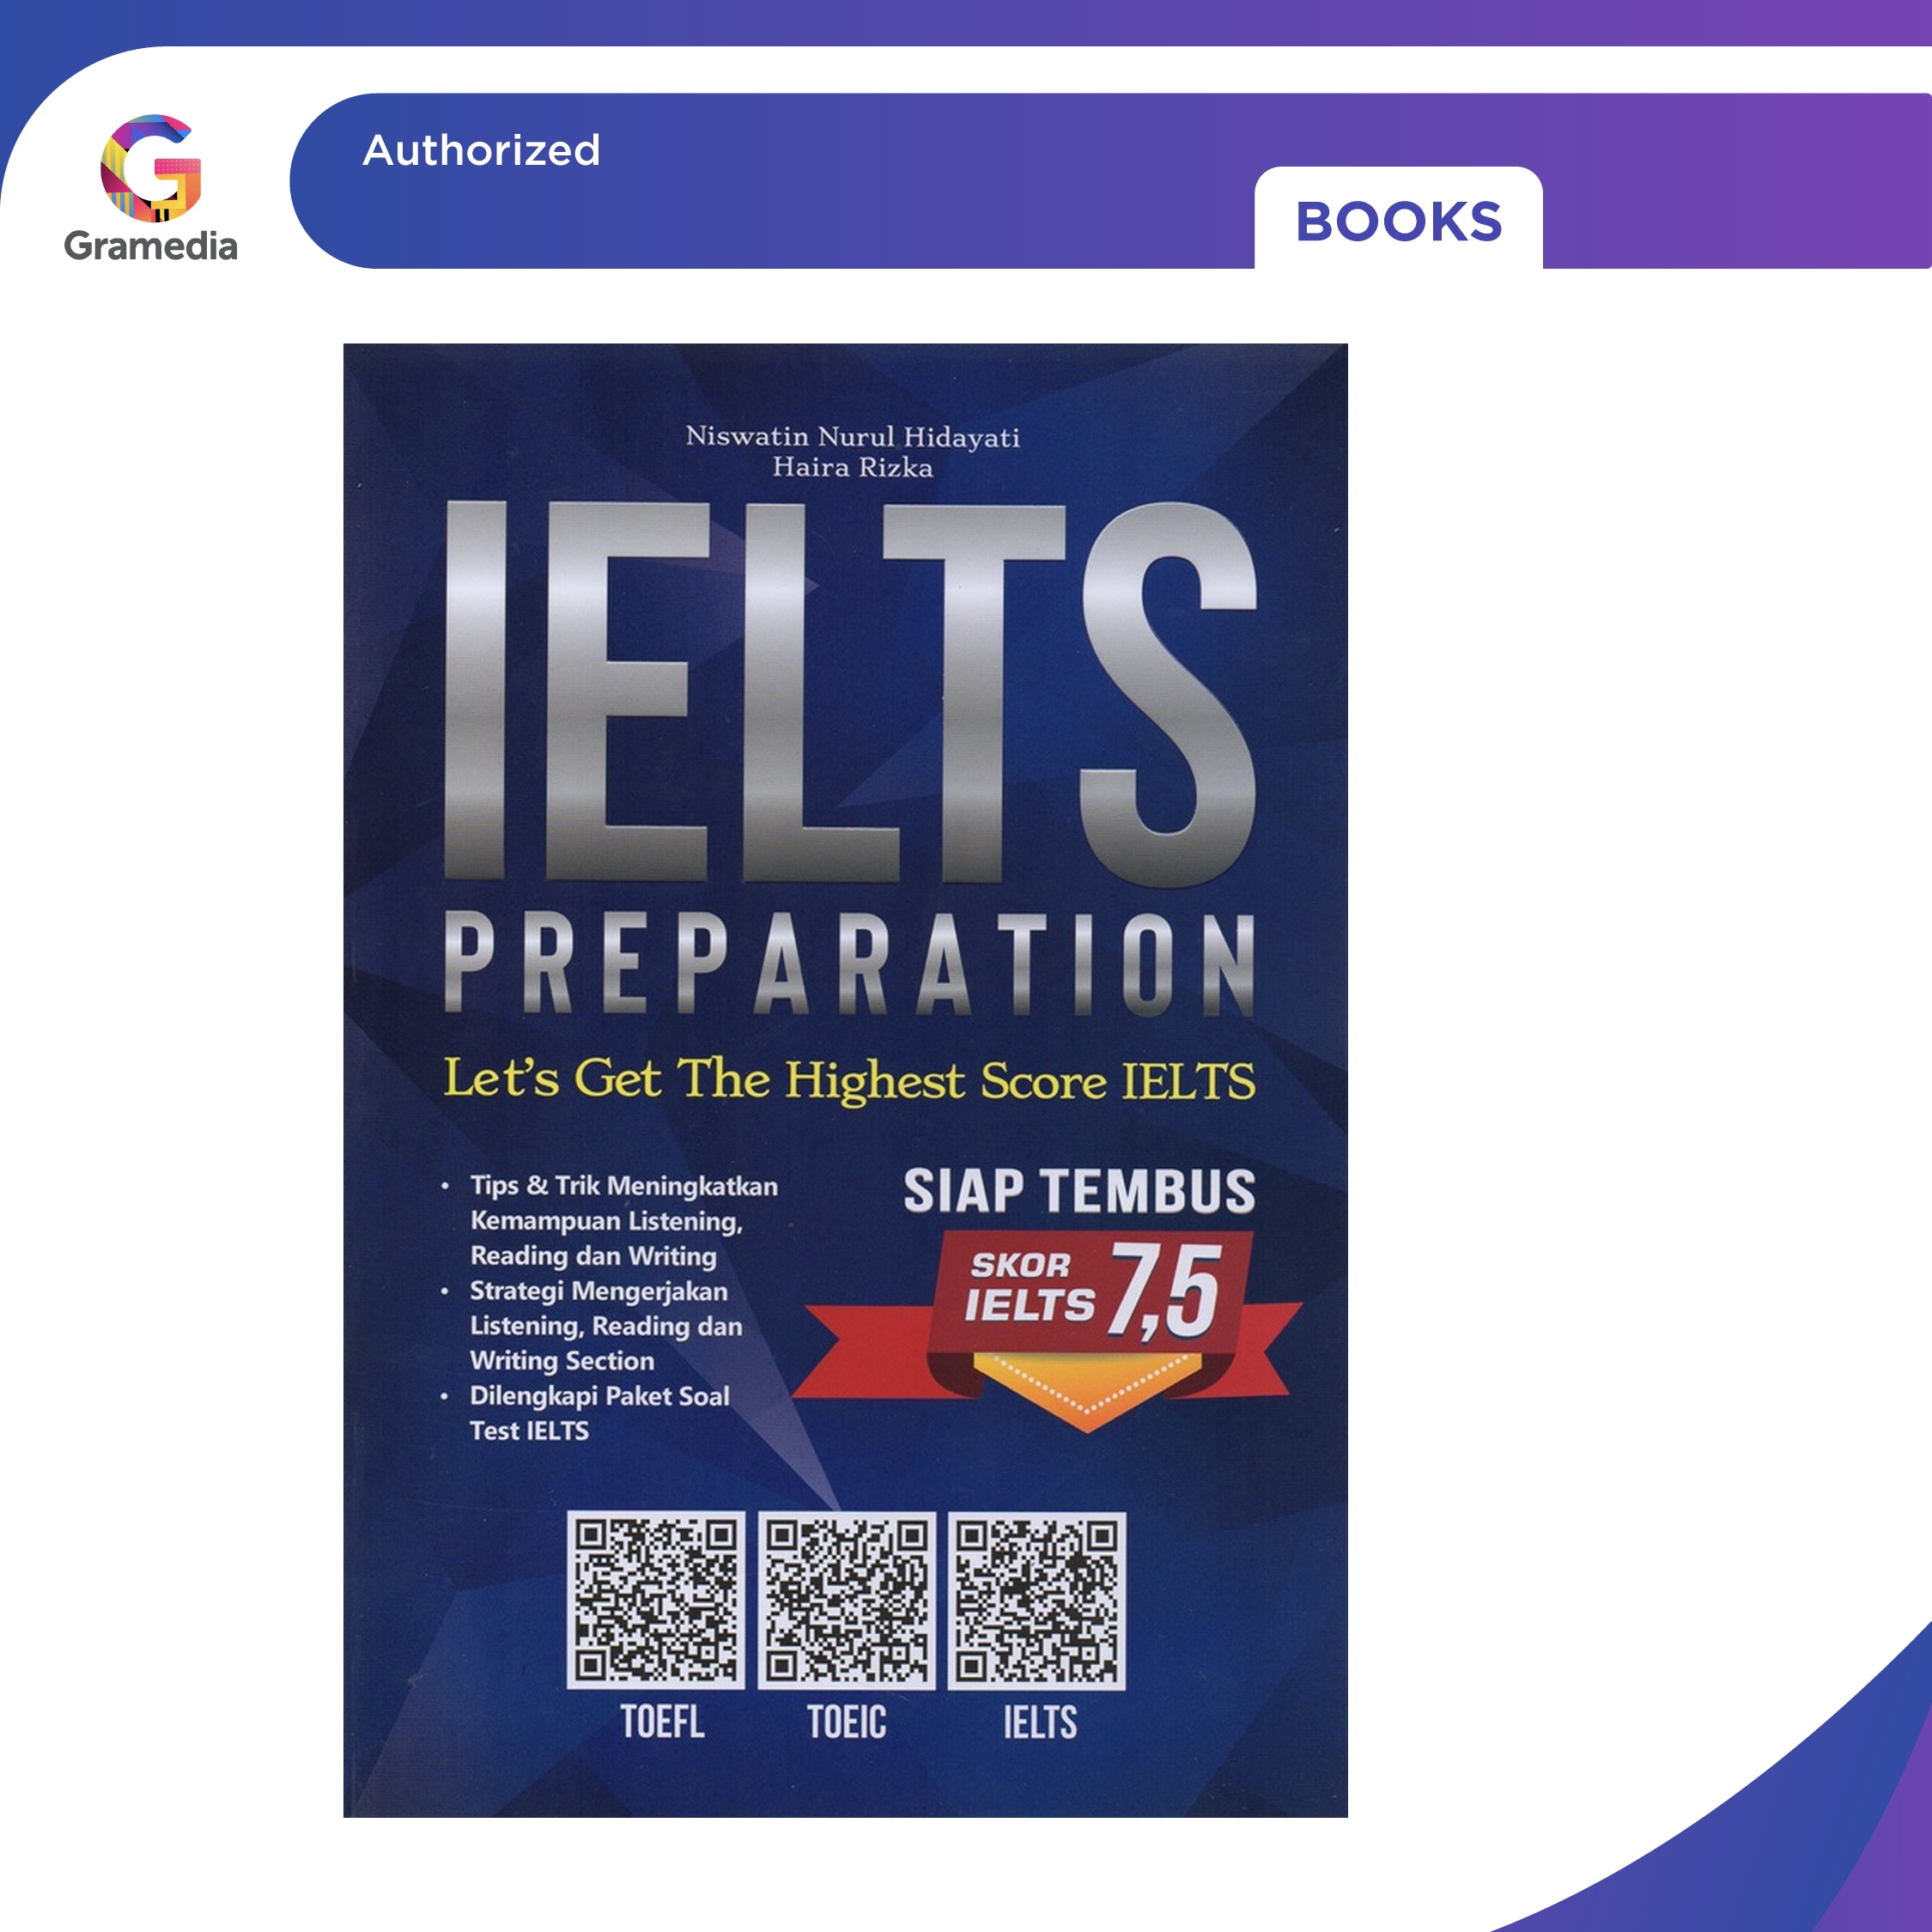 Gramedia
Authorized
BOOKS
Niswatin Nurul Hidayati
Haira Rizka
IELTS
PREPARATION
Let's Get The Highest Score IELTS
• Tips & Trik Meningkatkan
Kemampuan Listening,
Reading dan Writing
• Strategi Mengerjakan
Listening, Reading dan
Writing Section
• Dilengkapi Paket Soal
Test IELTS
SIAP TEMBUS
SKOR
IELTS 7,5
TOEFL
TOEIC
IELTS